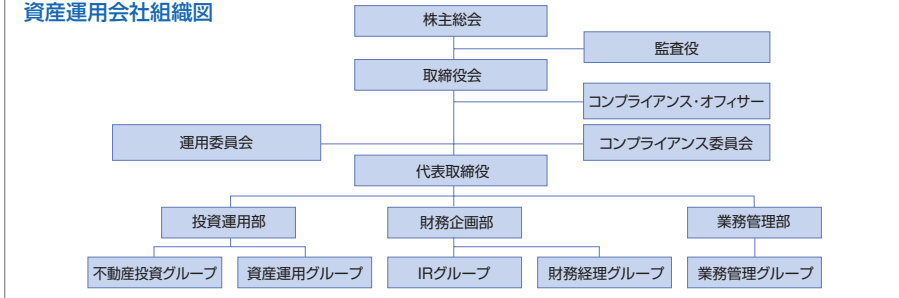 資産運用会社組織図
株主総会
監査役
取締役会
コンプライアンス・オフィサー
運用委員会
コンプライアンス委員会
代表取締役
投資運用部
財務企画部
業務管理部
不動産投資グループ
資産運用グループ
IRグループ
財務経理グループ
業務管理グループ